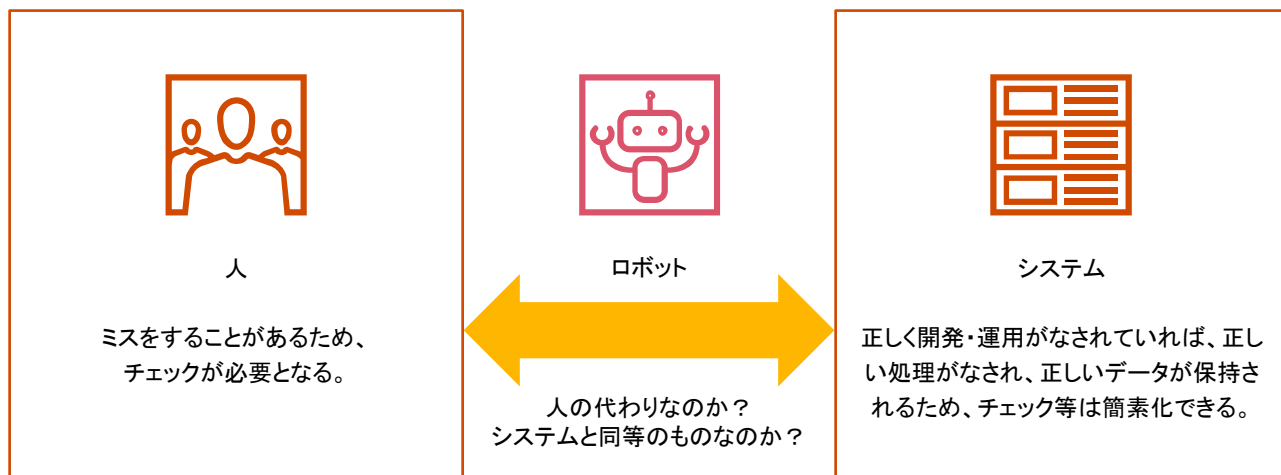 人
ミスをすることがあるため、
チェックが必要となる。
ロボット
人の代わりなのか？
システムと同等のものなのか？
システム
正しく開発・運用がなされていれば、正し
い処理がなされ、正しいデータが保持さ
れるため、チェック等は簡素化できる。